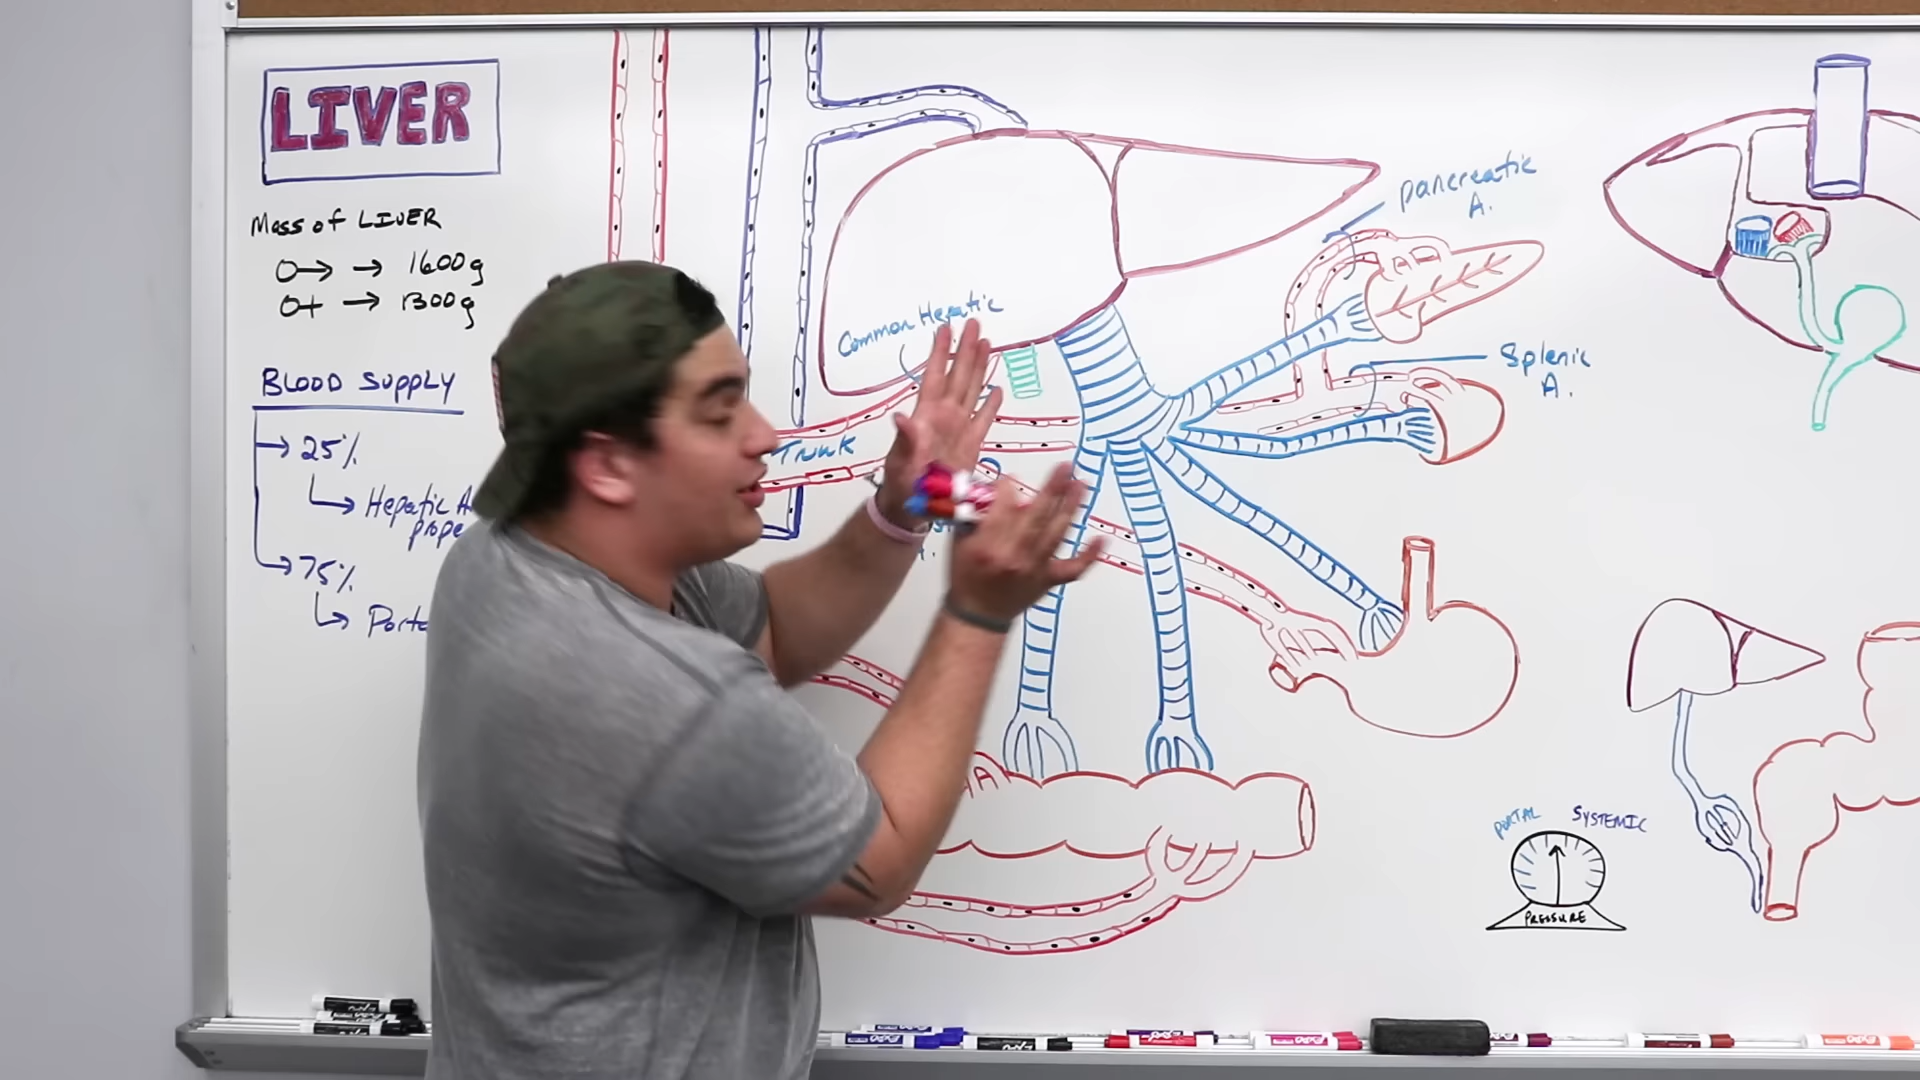 LIVER
Mass of LIVER
→ 1600g
→ 1300g
BLOOD SUPPLY
→ 25%
↳ Hepatic A
prope
→ 75%
↳ Porta
Common Hepatic
Trunk
A.
pancreatic
A.
Splenic
A.
PORTAL
SYSTEMIC
PRESSURE